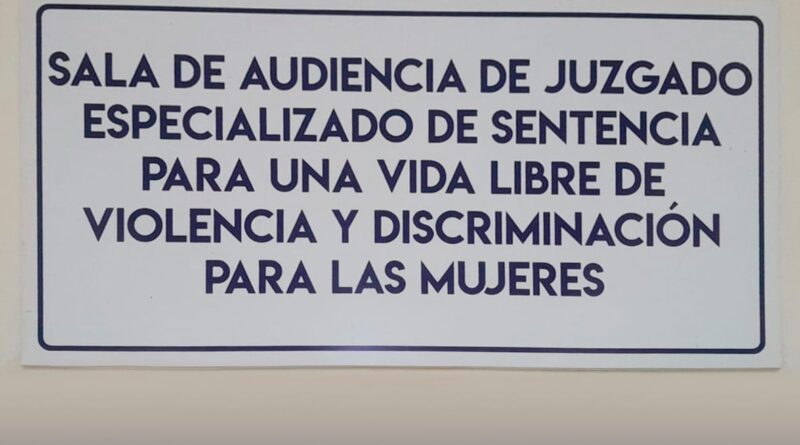 SALA DE AUDIENCIA DE JUZGADO
ESPECIALIZADO DE SENTENCIA
PARA UNA VIDA LIBRE DE
VIOLENCIA Y DISCRIMINACIÓN
PARA LAS MUJERES